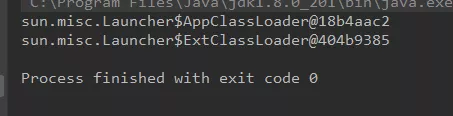 C:\Program Files\Java\jdk1.8.0_201\bin\java.exe
sun.misc.Launcher$AppClassLoader@18b4aac2
sun.misc.Launcher$ExtClassLoader@404b9385
Process finished with exit code 0